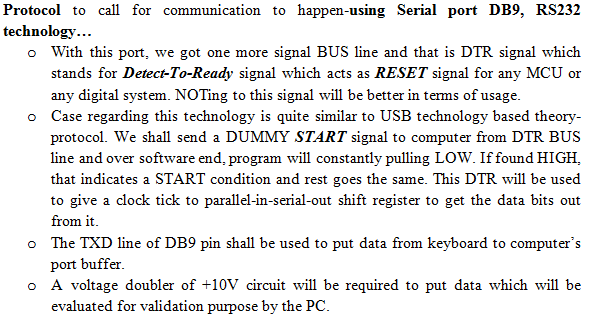 Protocol to call for communication to happen-using Serial port DB9, RS232
technology…
o With this port, we got one more signal BUS line and that is DTR signal which
stands for Detect-To-Ready signal which acts as RESET signal for any MCU or
any digital system. NOTing to this signal will be better in terms of usage.
o Case regarding this technology is quite similar to USB technology based theory-
protocol. We shall send a DUMMY START signal to computer from DTR BUS
line and over software end, program will constantly pulling LOW. If found HIGH,
that indicates a START condition and rest goes the same. This DTR will be used
to give a clock tick to parallel-in-serial-out shift register to get the data bits out
from it.
o The TXD line of DB9 pin shall be used to put data from keyboard to computer’s
port buffer.
o A voltage doubler of +10V circuit will be required to put data which will be
evaluated for validation purpose by the PC.